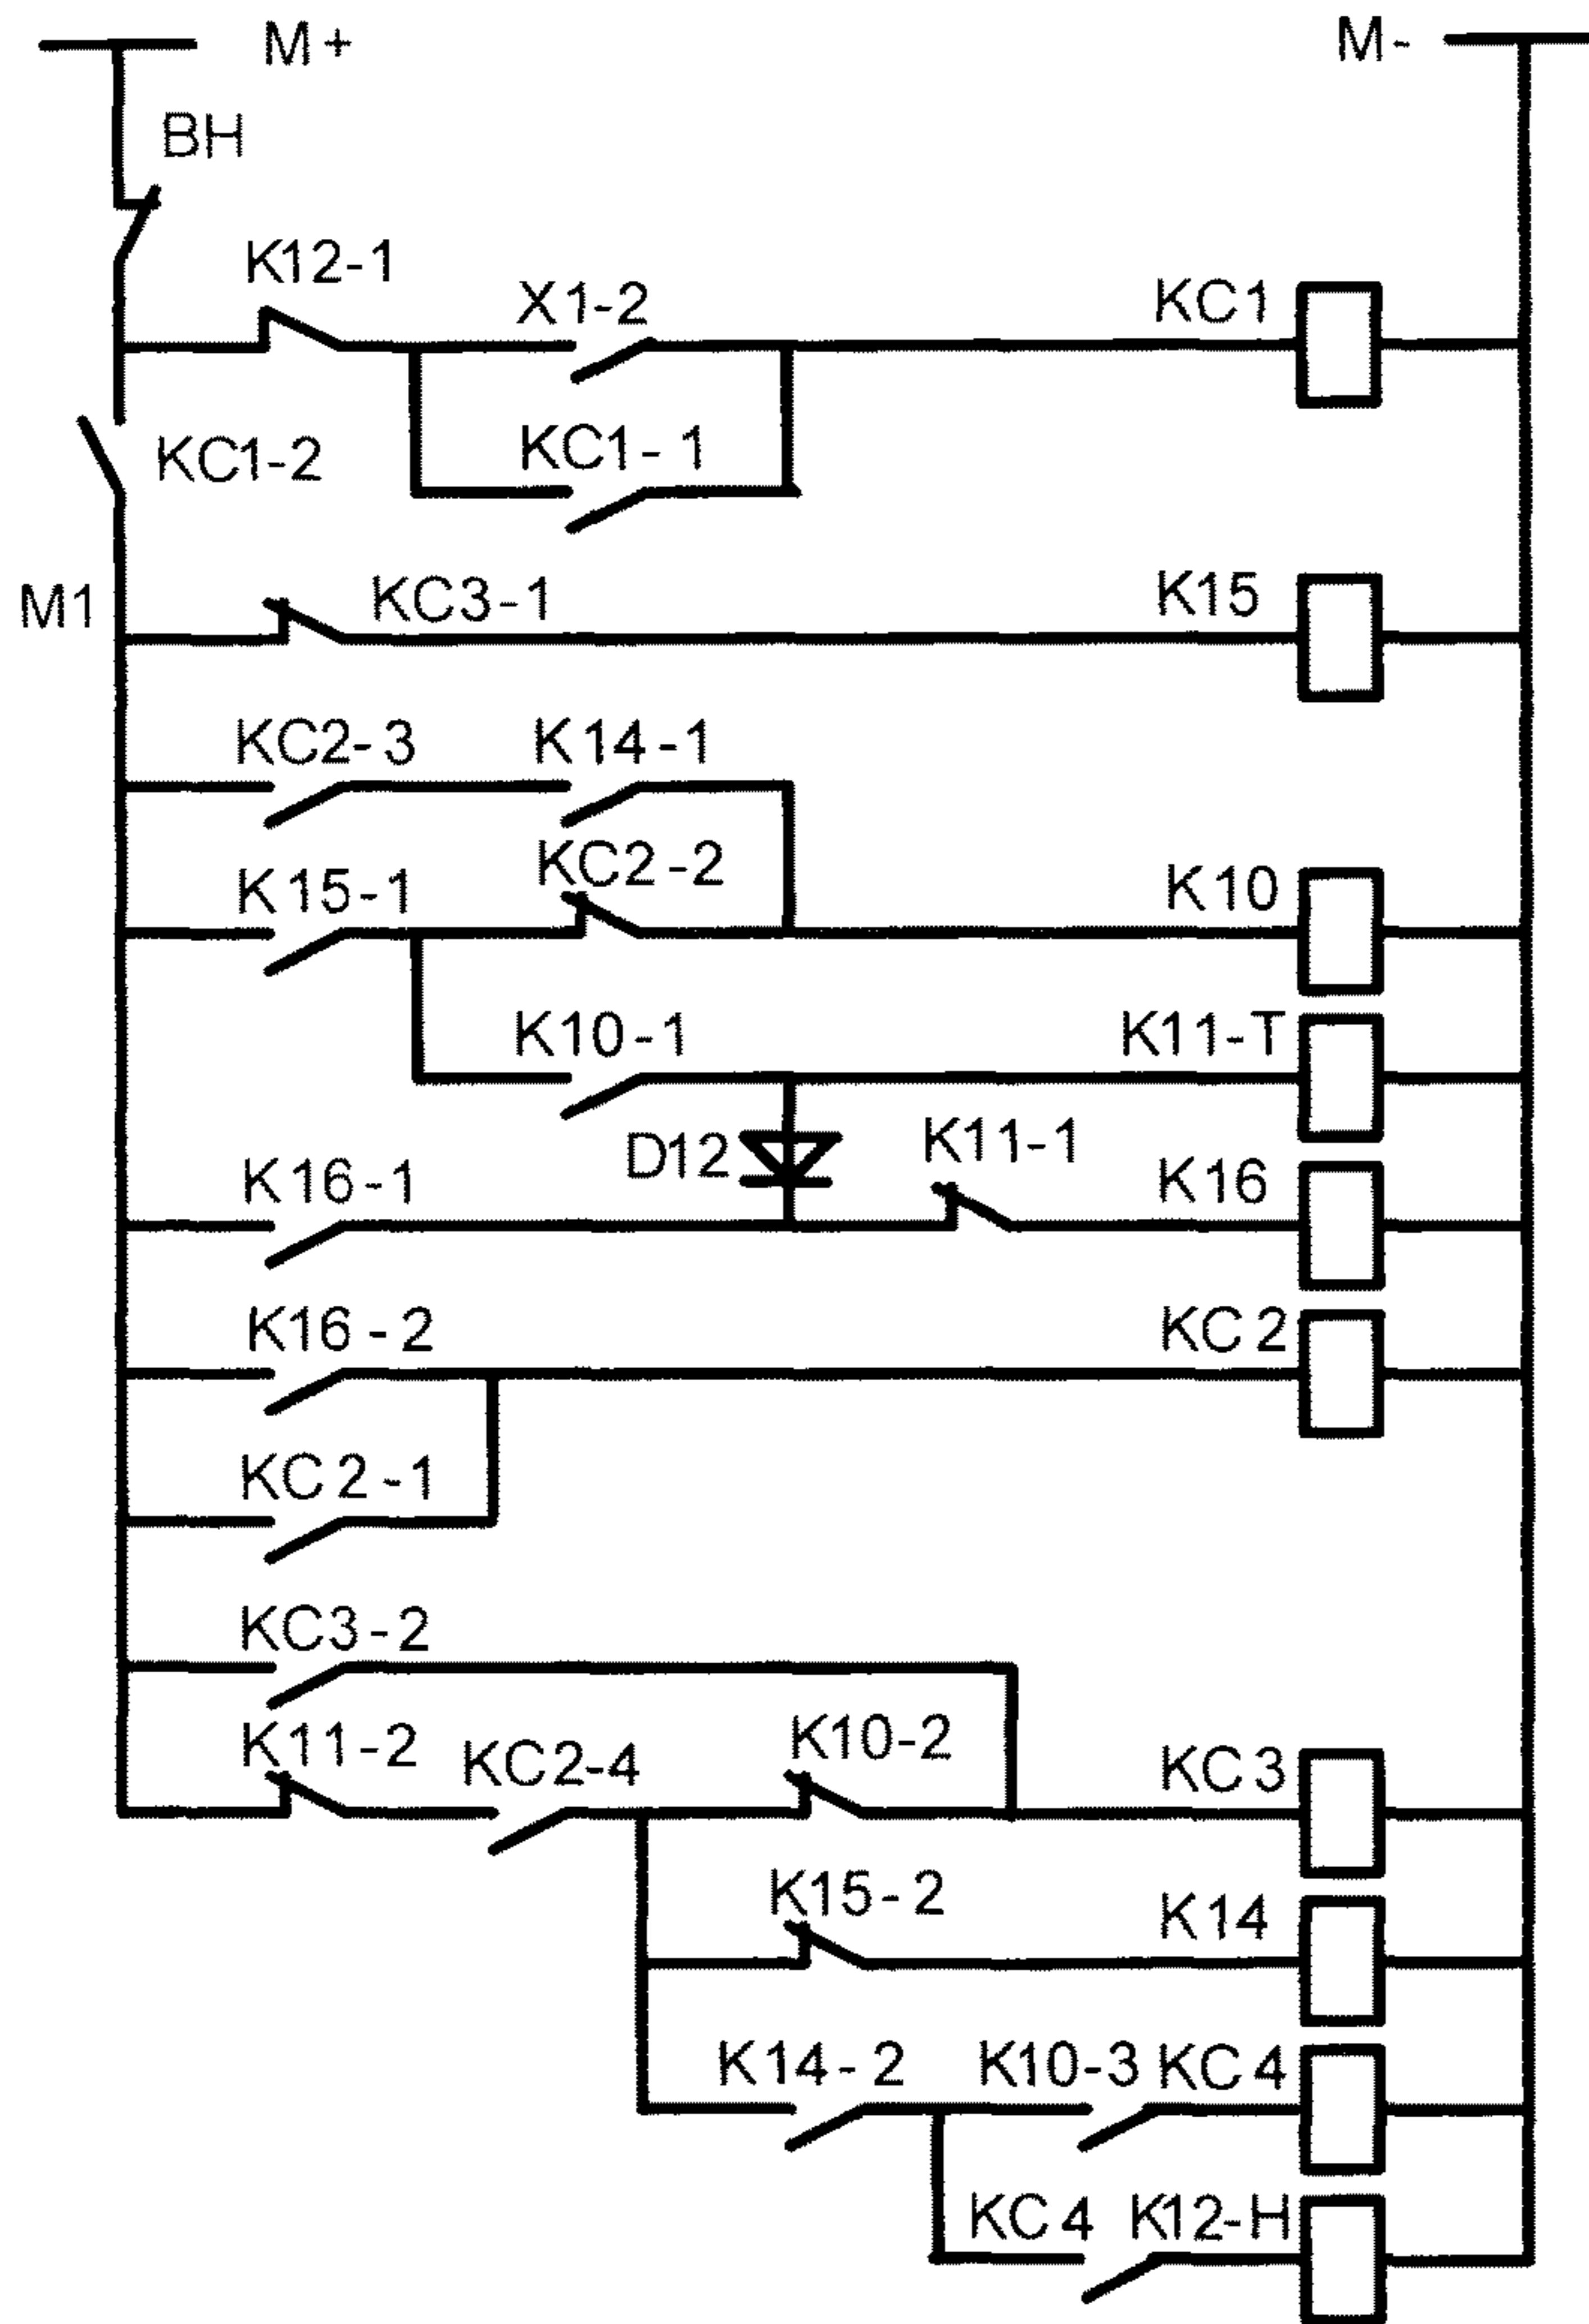 M+ M-
BH
K12-1
X1-2 KC1
KC1-2 KC1-1
M1 KC3-1 K15
KC2-3 K14-1
K15-1 KC2-2 K10
K10-1 K11-T
K16-1 D12 K11-1 K16
K16-2 KC2
KC2-1
KC3-2
K11-2 KC2-4 K10-2 KC3
K15-2 K14
K14-2 K10-3 KC4
KC4 K12-H